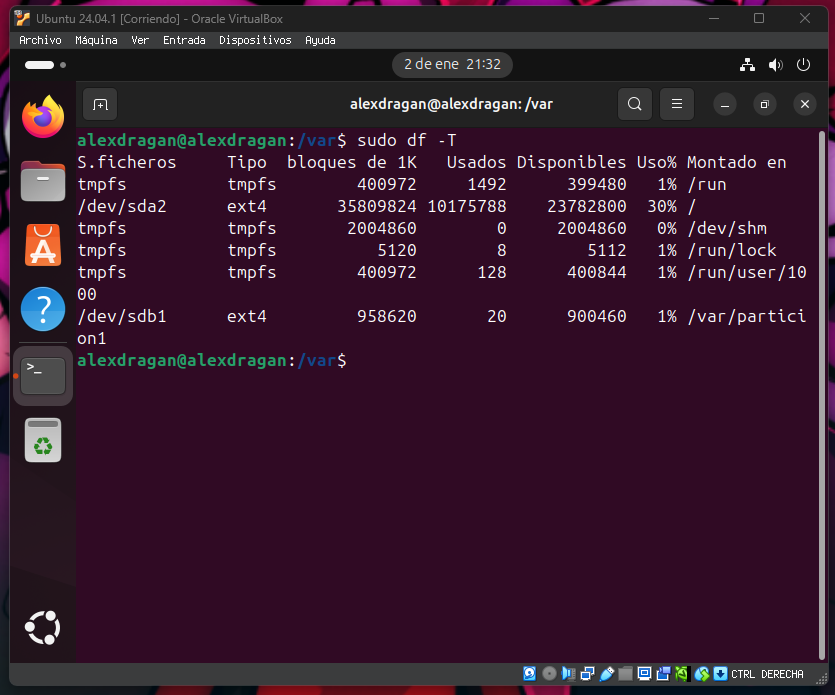 Ubuntu 24.04.1 [Corriendo] - Oracle VirtualBox
Archivo Máquina Ver Entrada Dispositivos Ayuda
2 de ene 21:32
alexdragan@alexdragan: /var
alexdragan@alexdragan:/var$ sudo df -T
S.ficheros Tipo bloques de 1K Usados Disponibles Uso% Montado en
tmpfs tmpfs 400972 1492 399480 1% /run
/dev/sda2 ext4 35809824 10175788 23782800 30% /
tmpfs tmpfs 2004860 0 2004860 0% /dev/shm
tmpfs tmpfs 5120 8 5112 1% /run/lock
tmpfs tmpfs 400972 128 400844 1% /run/user/10
00
/dev/sdb1 ext4 958620 20 900460 1% /var/partici
on1
alexdragan@alexdragan:/var$
CTRL DERECHA